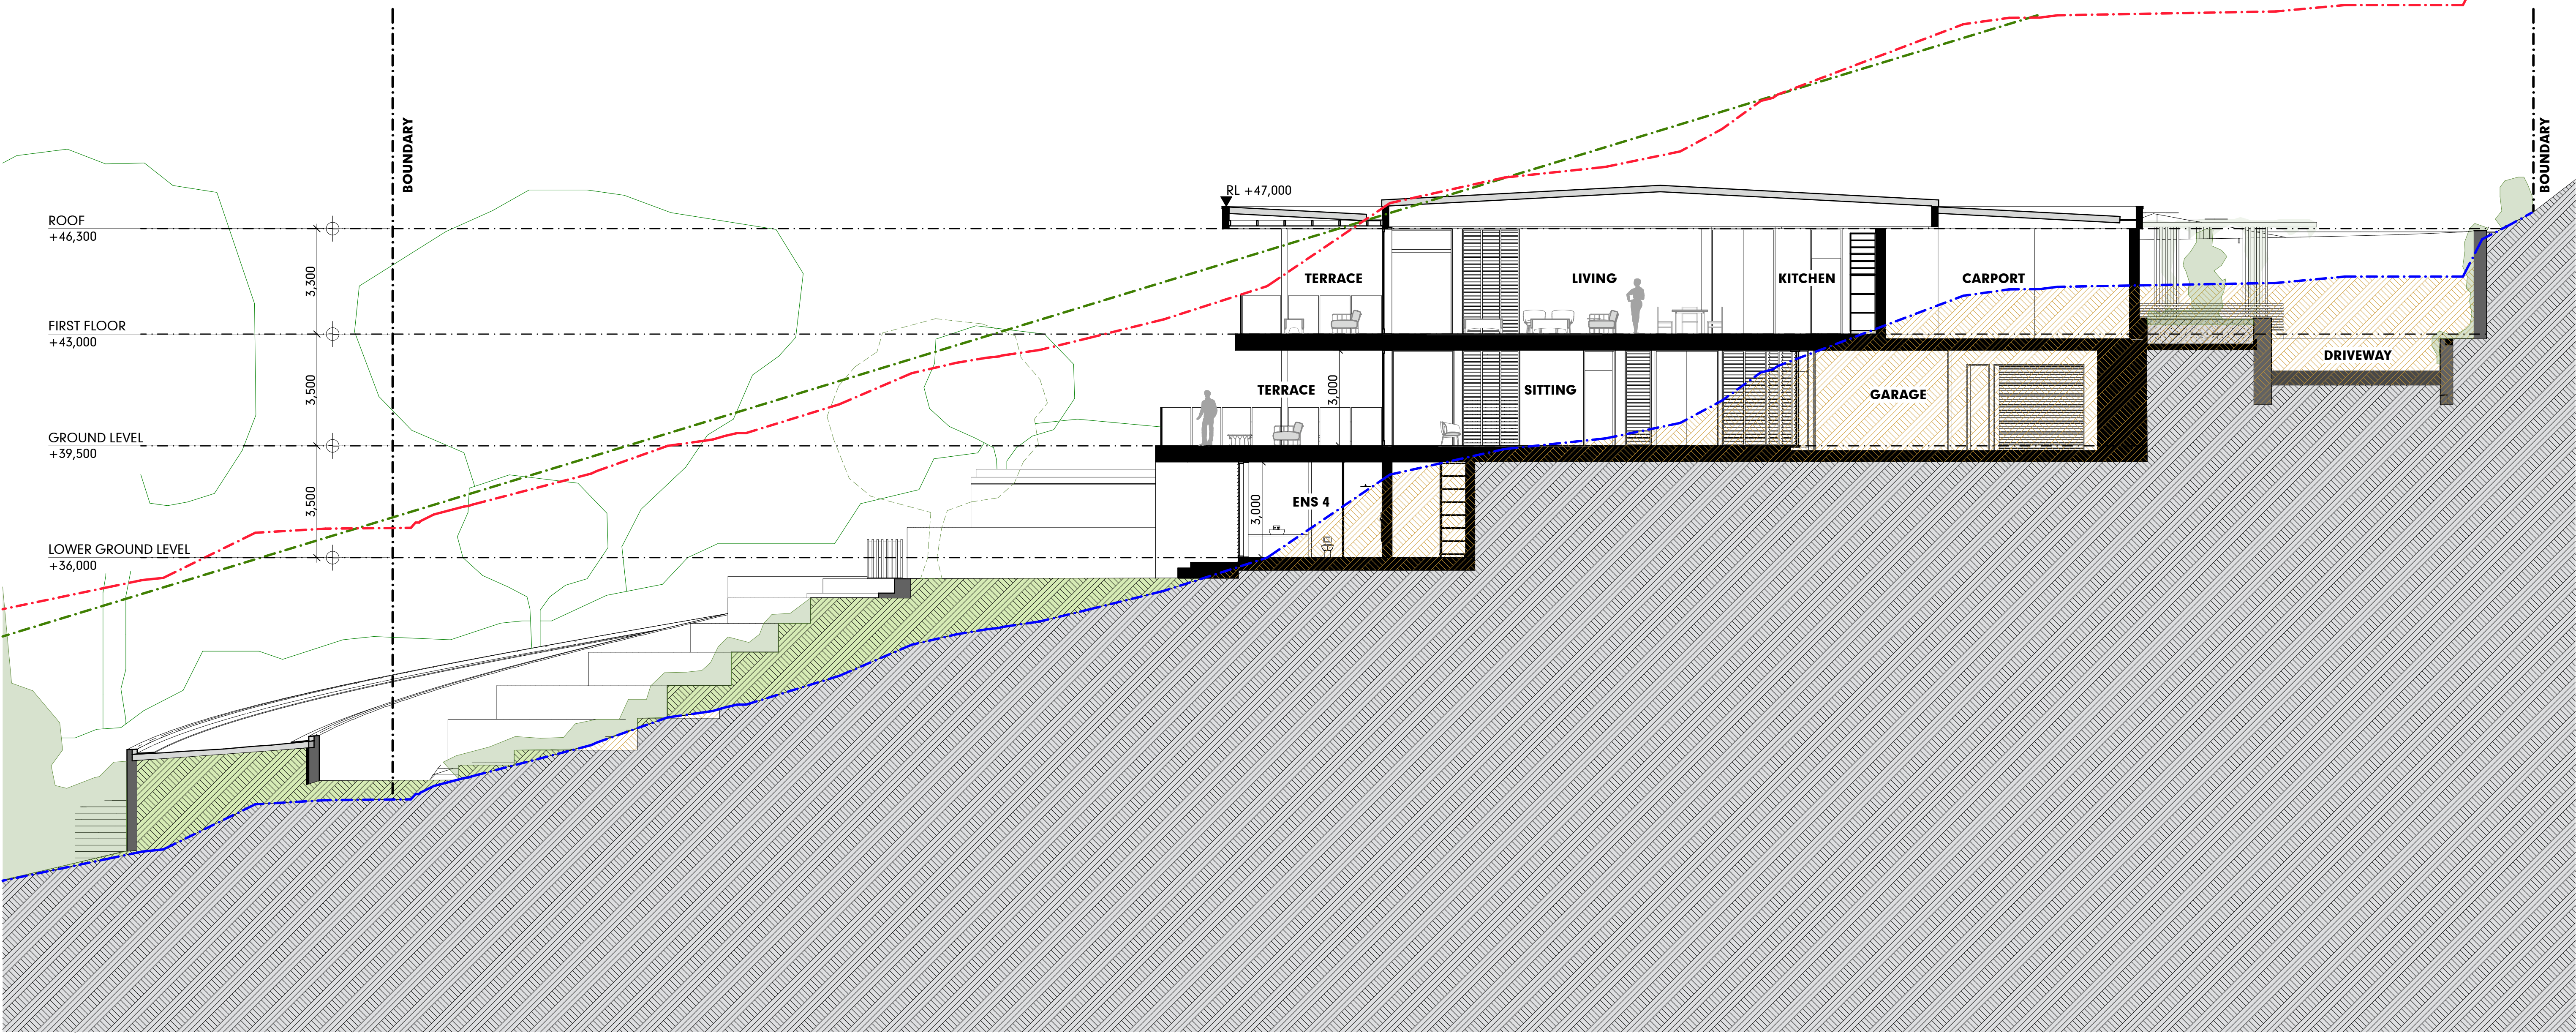 BOUNDARY
BOUNDARY
RL +47,000
ROOF
+46,300
3,300
TERRACE
LIVING
KITCHEN
CARPORT
FIRST FLOOR
+43,000
DRIVEWAY
3,500
TERRACE
3,000
SITTING
GARAGE
GROUND LEVEL
+39,500
3,500
3,000
ENS 4
LOWER GROUND LEVEL
+36,000